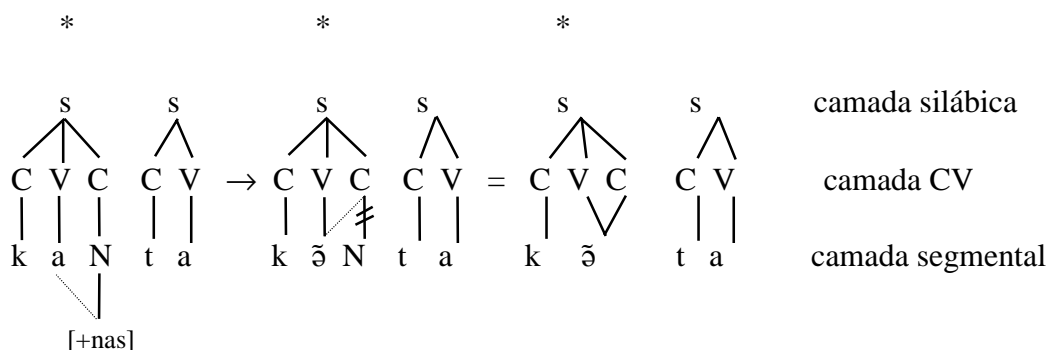 * * *
s s s s s s camada silábica
C V C C V → C V C C V = C V C C V camada CV
k a N t a k ə̃ N t a k ə̃ t a camada segmental
[+nas]